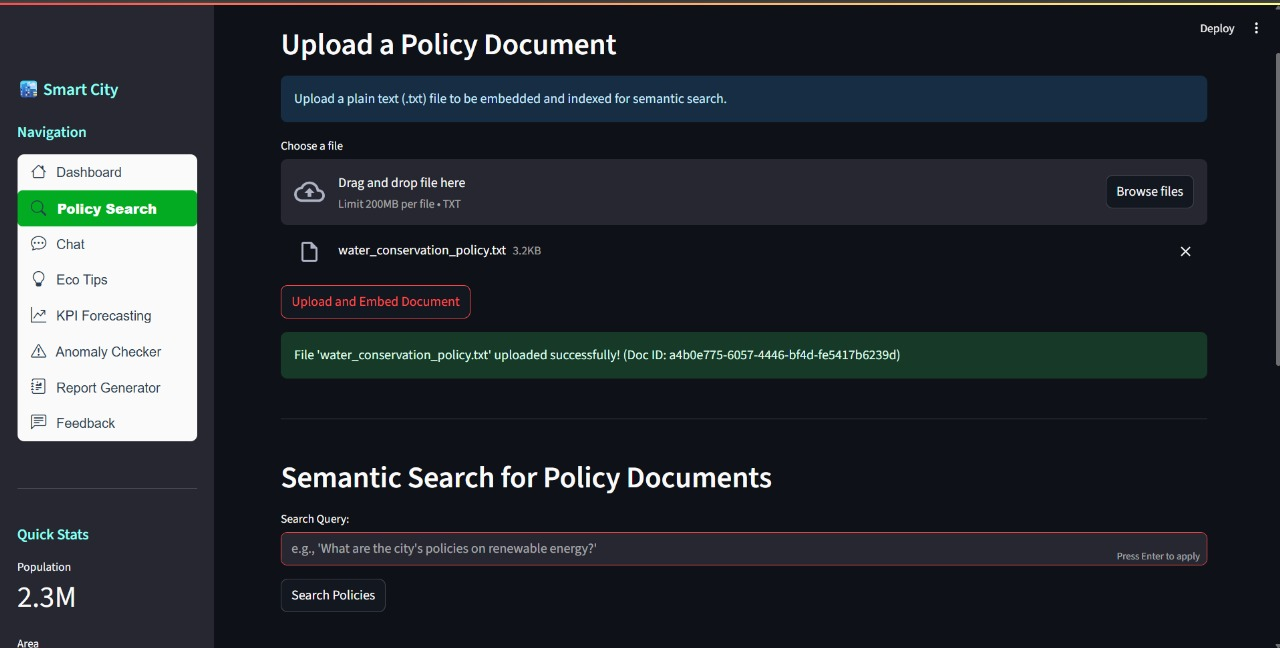 Deploy
Smart City
Navigation
Dashboard
Policy Search
Chat
Eco Tips
KPI Forecasting
Anomaly Checker
Report Generator
Feedback
Quick Stats
Population
2.3M
Area
Upload a Policy Document
Upload a plain text (.txt) file to be embedded and indexed for semantic search.
Choose a file
Drag and drop file here
Limit 200MB per file • TXT
Browse files
water_conservation_policy.txt 3.2KB
Upload and Embed Document
File 'water_conservation_policy.txt' uploaded successfully! (Doc ID: a4b0e775-6057-4446-bf4d-fe5417b6239d)
Semantic Search for Policy Documents
Search Query:
e.g., 'What are the city's policies on renewable energy?'
Press Enter to apply
Search Policies